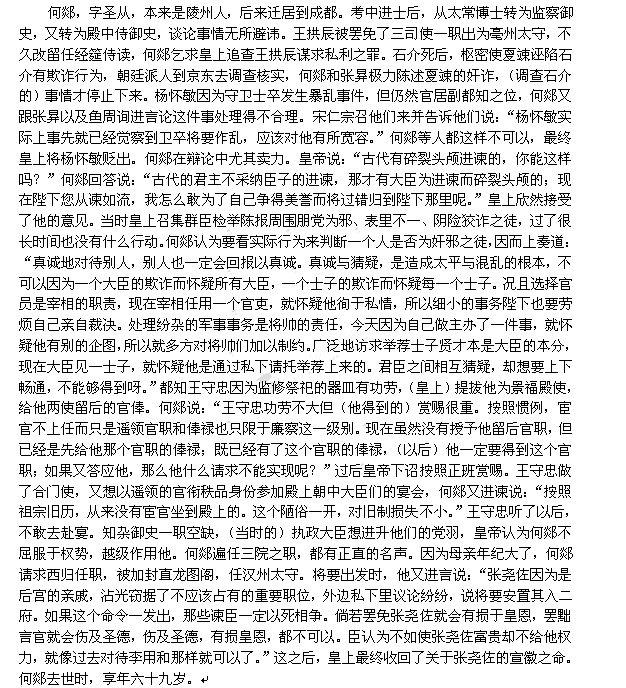 何郯，字圣从，本来是陵州人，后来迁居到成都。考中进士后，从太常博士转为监察御
史，又转为殿中侍御史，谈论事情无所避讳。王拱辰被罢免了三司使一职出为亳州太守，不
久改留任经筵侍读，何郯乞求皇上追查王拱辰谋求私利之罪。石介死后，枢密使夏竦诬陷石
介有欺诈行为，朝廷派人到京东去调查核实，何郯和张昪极力陈述夏竦的奸诈，（调查石介
的）事情才停止下来。杨怀敏因为守卫士卒发生暴乱事件，但仍然官居副都知之位，何郯又
跟张昪以及鱼周询进言论这件事处理得不合理。宋仁宗召他们来并告诉他们说：“杨怀敏实
际上事先就已经觉察到卫卒将要作乱，应该对他有所宽容。”何郯等人都这样不可以，最终
皇上将杨怀敏贬出。何郯在辩论中尤其卖力。皇帝说：“古代有碎裂头颅进谏的，你能这样
吗？”何郯回答说：“古代的君主不采纳臣子的进谏，那才有大臣为进谏而碎裂头颅的；现
在陛下您从谏如流，我怎么敢为了自己争得美誉而将过错归到陛下那里呢。”皇上欣然接受
了他的意见。当时皇上召集群臣检举陈报周围朋党为邪、表里不一、阴险狡诈之徒，过了很
长时间也没有什么行动。何郯认为要看实际行为来判断一个人是否为奸邪之徒，因而上奏道：
“真诚地对待别人，别人也一定会回报以真诚。真诚与猜疑，是造成太平与混乱的根本，不
可以因为一个大臣的欺诈而怀疑所有大臣，一个士子的欺诈而怀疑每一个士子。况且选择官
员是宰相的职责，现在宰相任用一个官吏，就怀疑他徇于私情，所以细小的事务陛下也要劳
烦自己亲自裁决。处理纷杂的军事事务是将帅的责任，今天因为自己做主办了一件事，就怀
疑他有别的企图，所以就多方对将帅们加以制约。广泛地访求举荐士子贤才本是大臣的本分，
现在大臣见一士子，就怀疑他是通过私下请托举荐上来的。君臣之间相互猜疑，却想要上下
畅通，不能够得到呀。”都知王守忠因为监修祭祀的器皿有功劳，（皇上）提拔他为景福殿使，
给他两使留后的官俸。何郯说：“王守忠功劳不大但（他得到的）赏赐很重。按照惯例，宦
官不上任而只是遥领官职和俸禄也只限于廉察这一级别。现在虽然没有授予他留后官职，但
已经是先给他那个官职的俸禄；既已经有了这个官职的俸禄，（以后）他一定要得到这个官
职；如果又答应他，那么他什么请求不能实现呢？”过后皇帝下诏按照正班赏赐。王守忠做
了合门使，又想以遥领的官衔秩品身份参加殿上朝中大臣们的宴会，何郯又进谏说：“按照
祖宗旧历，从来没有宦官坐到殿上的。这个陋俗一开，对旧制损失不小。”王守忠听了以后，
不敢去赴宴。知杂御史一职空缺，（当时的）执政大臣想进升他们的党羽，皇帝认为何郯不
屈服于权势，越级作用他。何郯遍任三院之职，都有正直的名声。因为母亲年纪大了，何郯
请求西归任职，被加封直龙图阁，任汉州太守。将要出发时，他又进言说：“张尧佐因为是
后宫的亲戚，沾光窃据了不应该占有的重要职位，外边私下里议论纷纷，说将要安置其入二
府。如果这个命令一发出，那些谏臣一定以死相争。倘若罢免张尧佐就会有损于皇恩，罢黜
言官就会伤及圣德，伤及圣德，有损皇恩，都不可以。臣认为不如使张尧佐富贵却不给他权
力，就像过去对待李用和那样就可以了。”这之后，皇上最终收回了关于张尧佐的宣徽之命。
何郯去世时，享年六十九岁。